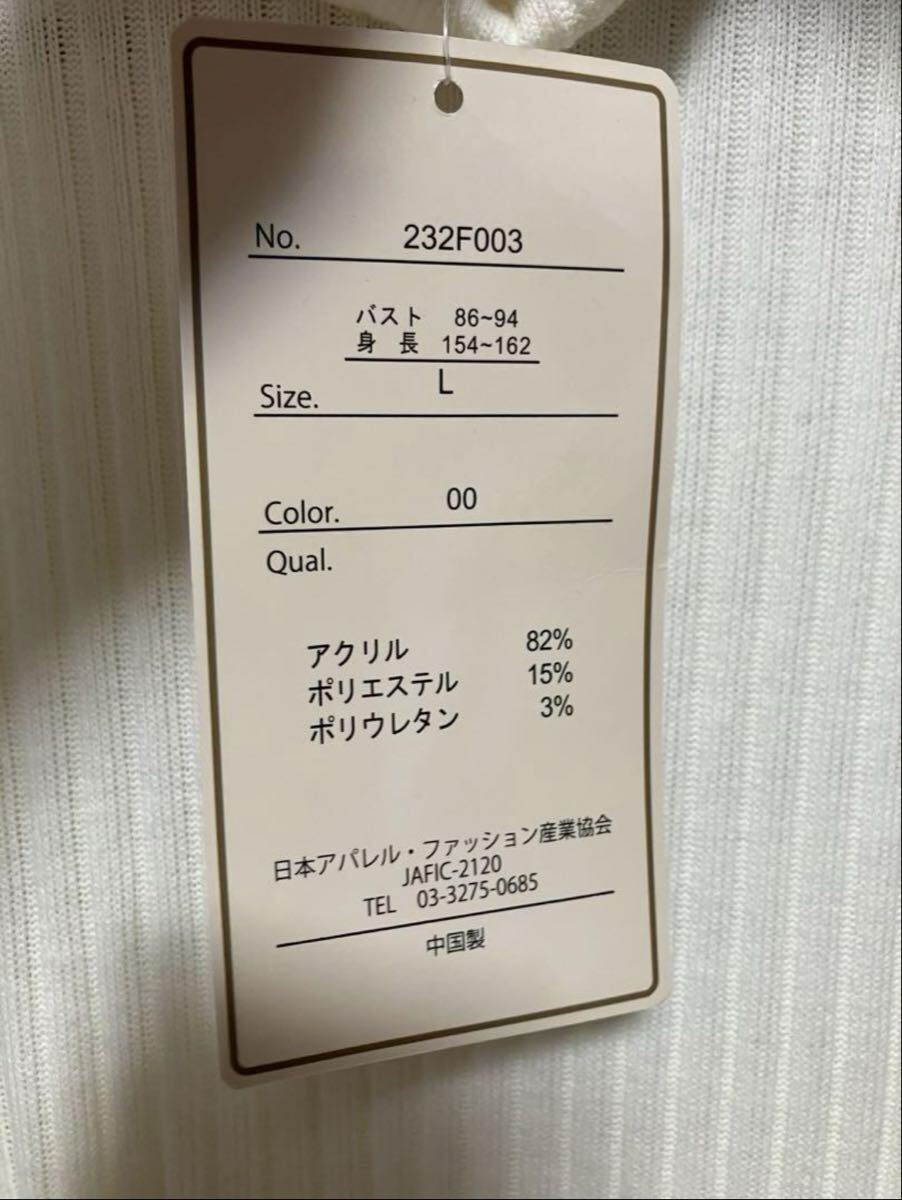 No. 232F003
バスト 86~94
身 長 154~162
L
Size.
Color. 00
Qual.
アクリル 82%
ポリエステル 15%
ポリウレタン 3%
日本アパレル・ファッション産業協会
JAFIC-2120
TEL 03-3275-0685
中国製